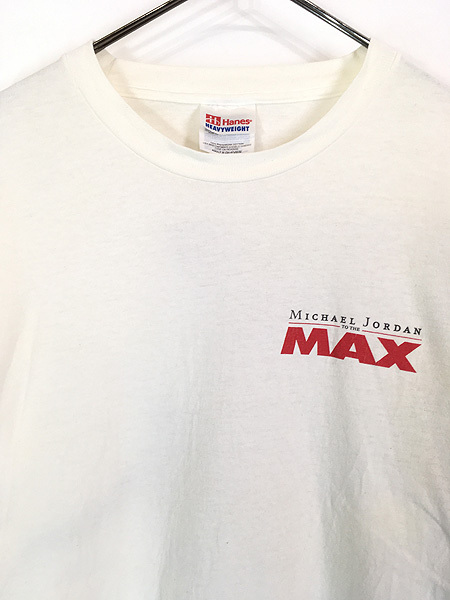 Hanes
HEAVYWEIGHT
MICHAEL JORDAN
TO THE
MAX